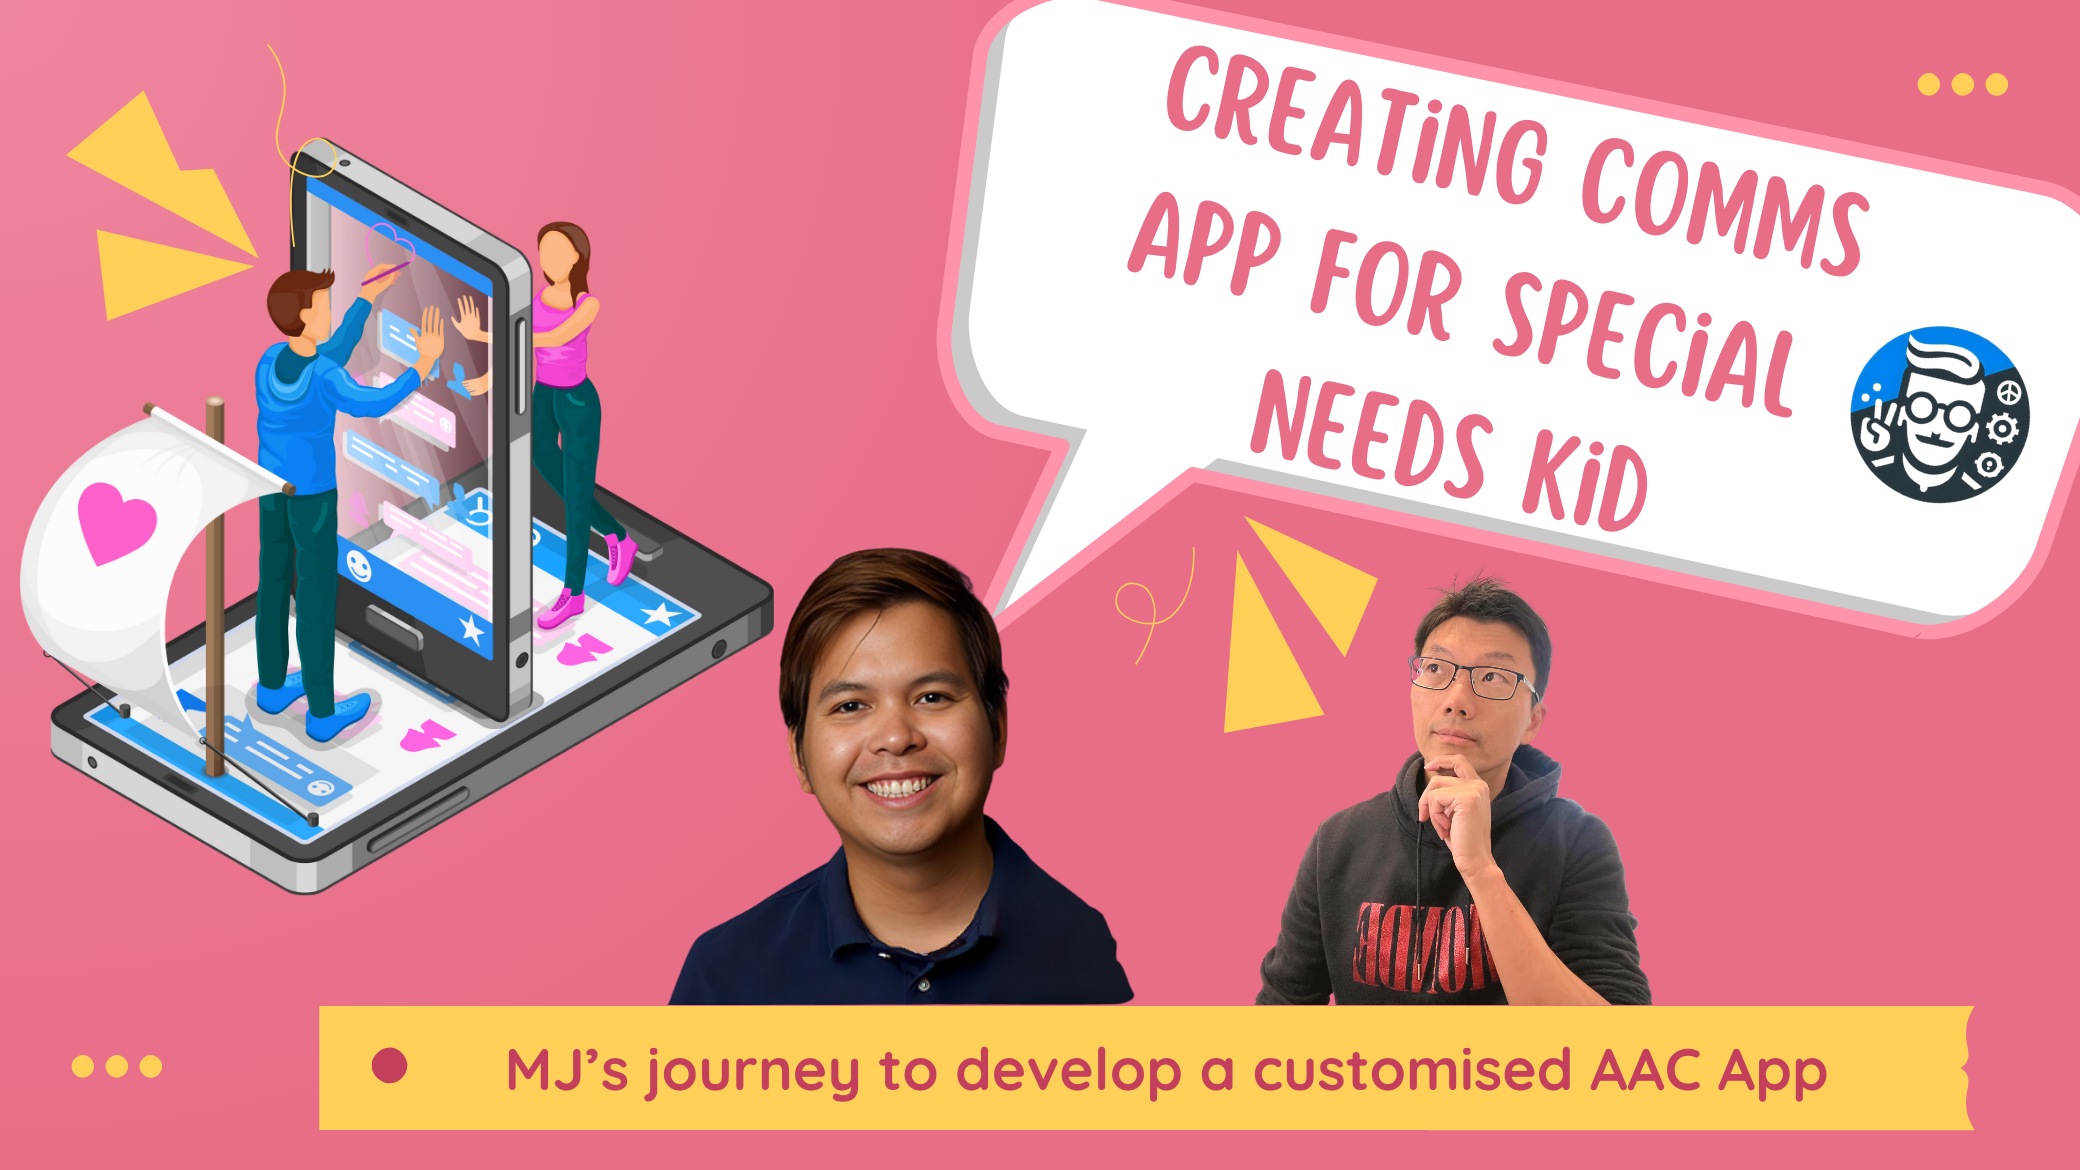 CREATiNG COMMS
APP FOR SPECiAL
NEEDS KiD
MJ's journey to develop a customised AAC App